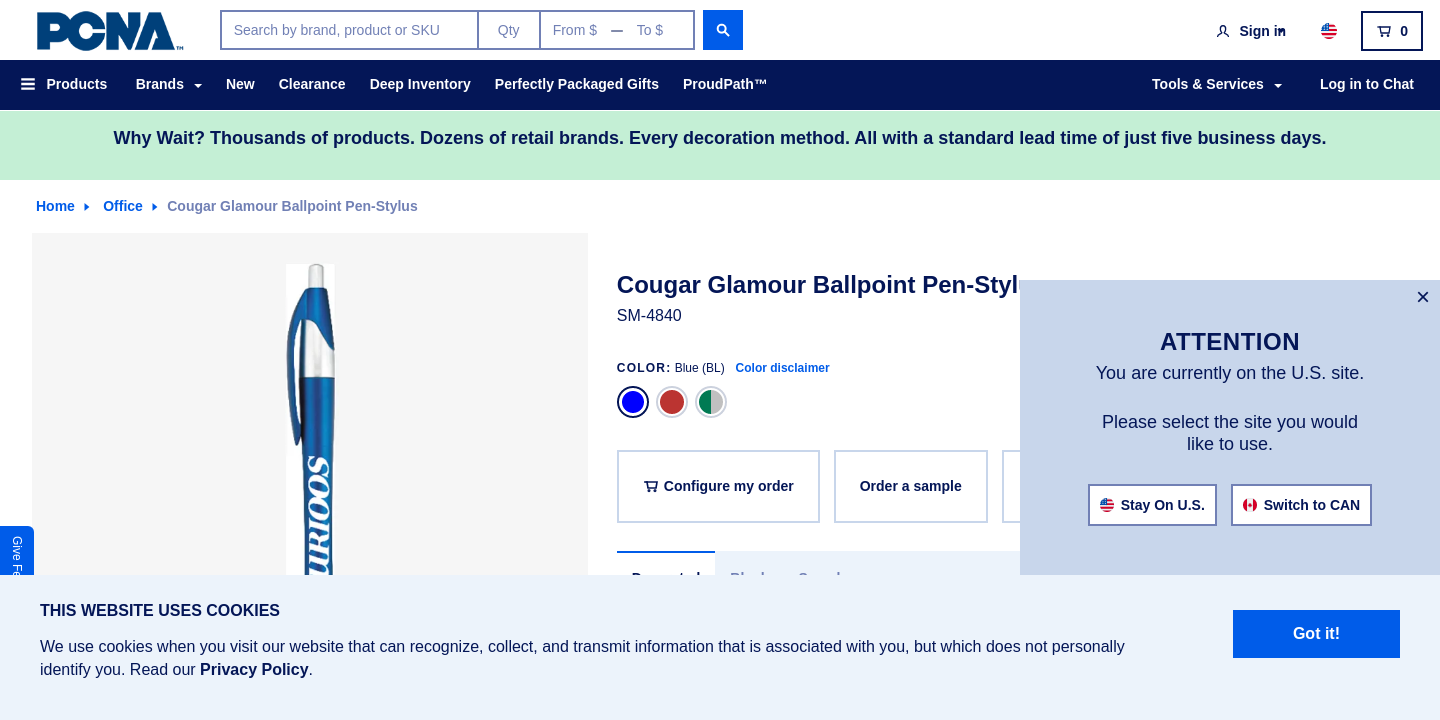 PCNA™
Search by brand, product or SKU
Qty
From $ — To $
Sign in
0
Products Brands New Clearance Deep Inventory Perfectly Packaged Gifts ProudPath™ Tools & Services Log in to Chat
Why Wait? Thousands of products. Dozens of retail brands. Every decoration method. All with a standard lead time of just five business days.
Home Office Cougar Glamour Ballpoint Pen-Stylus
Cougar Glamour Ballpoint Pen-Stylu
SM-4840
COLOR: Blue (BL) Color disclaimer
Configure my order
Order a sample
ATTENTION
You are currently on the U.S. site.
Please select the site you would
like to use.
Stay On U.S.
Switch to CAN
Give Fe
THIS WEBSITE USES COOKIES
We use cookies when you visit our website that can recognize, collect, and transmit information that is associated with you, but which does not personally
identify you. Read our Privacy Policy.
Got it!